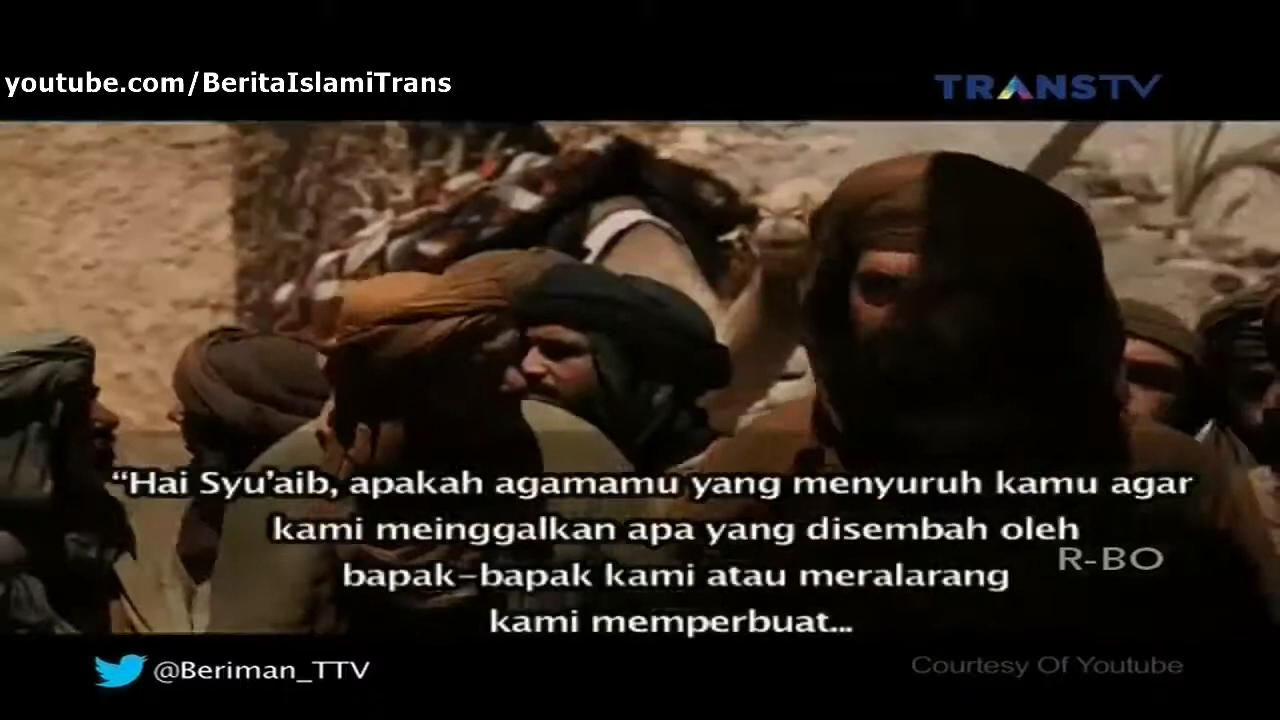 youtube.com/BeritaIslamiTrans
TRANSTV
“Hai Syu’aib, apakah agamamu yang menyuruh kamu agar
kami meinggalkan apa yang disembah oleh
bapak-bapak kami atau meralarang
kami memperbuat...
R-BO
@Beriman_TTV
Courtesy Of Youtube